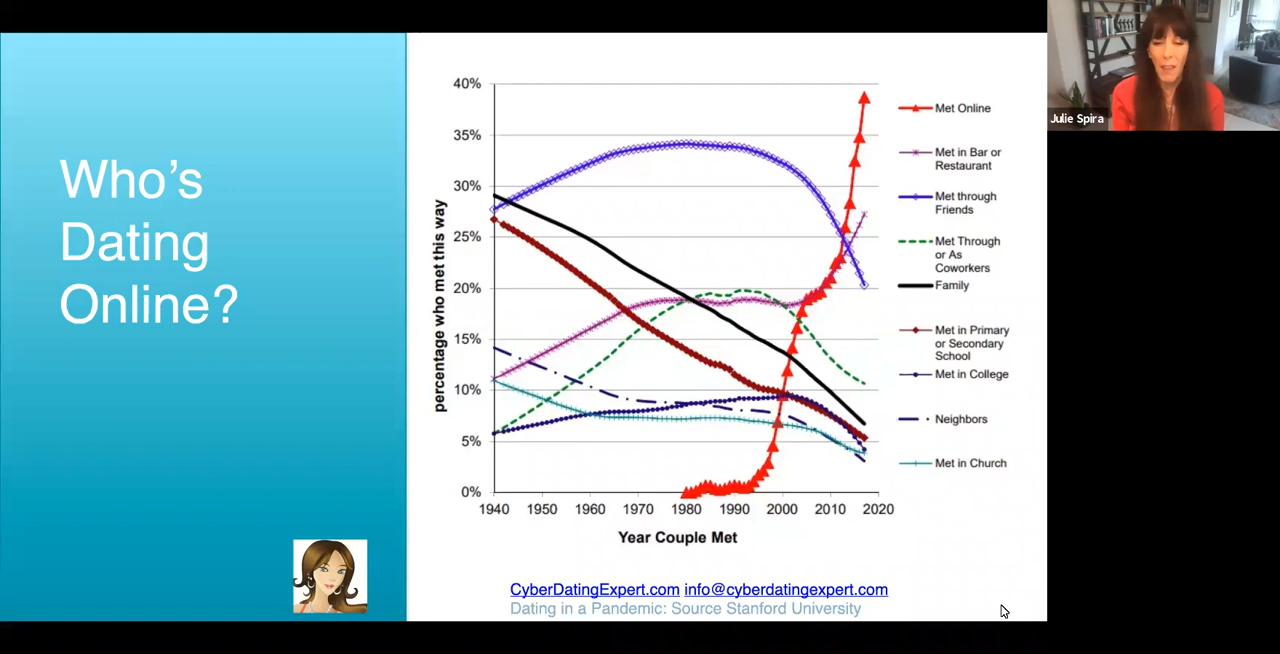 Who's
Dating
Online?
40%
35%
30%
25%
20%
15%
10%
5%
0%
percentage who met this way
1940 1950 1960 1970 1980 1990 2000 2010 2020
Year Couple Met
Met Online
Met in Bar or
Restaurant
Met through
Friends
Met Through
or As
Coworkers
Family
Met in Primary
or Secondary
School
Met in College
Neighbors
Met in Church
CyberDatingExpert.com info@cyberdatingexpert.com
Dating in a Pandemic: Source Stanford University
Julie Spira